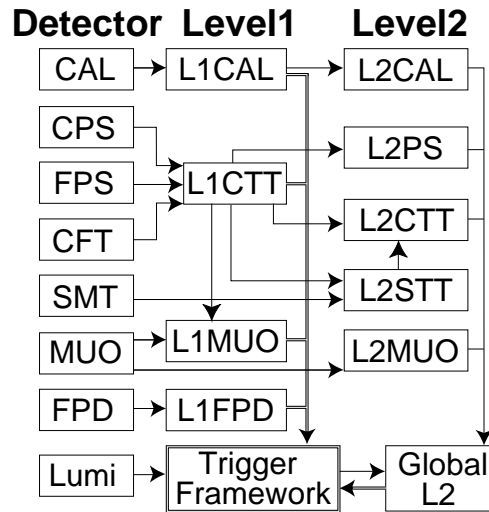 Detector Level1 Level2
CAL L1CAL L2CAL
CPS
L2PS
FPS L1CTT
CFT L2CTT
SMT L2STT
MUO L1MUO L2MUO
FPD L1FPD
Lumi Trigger Global
Framework L2